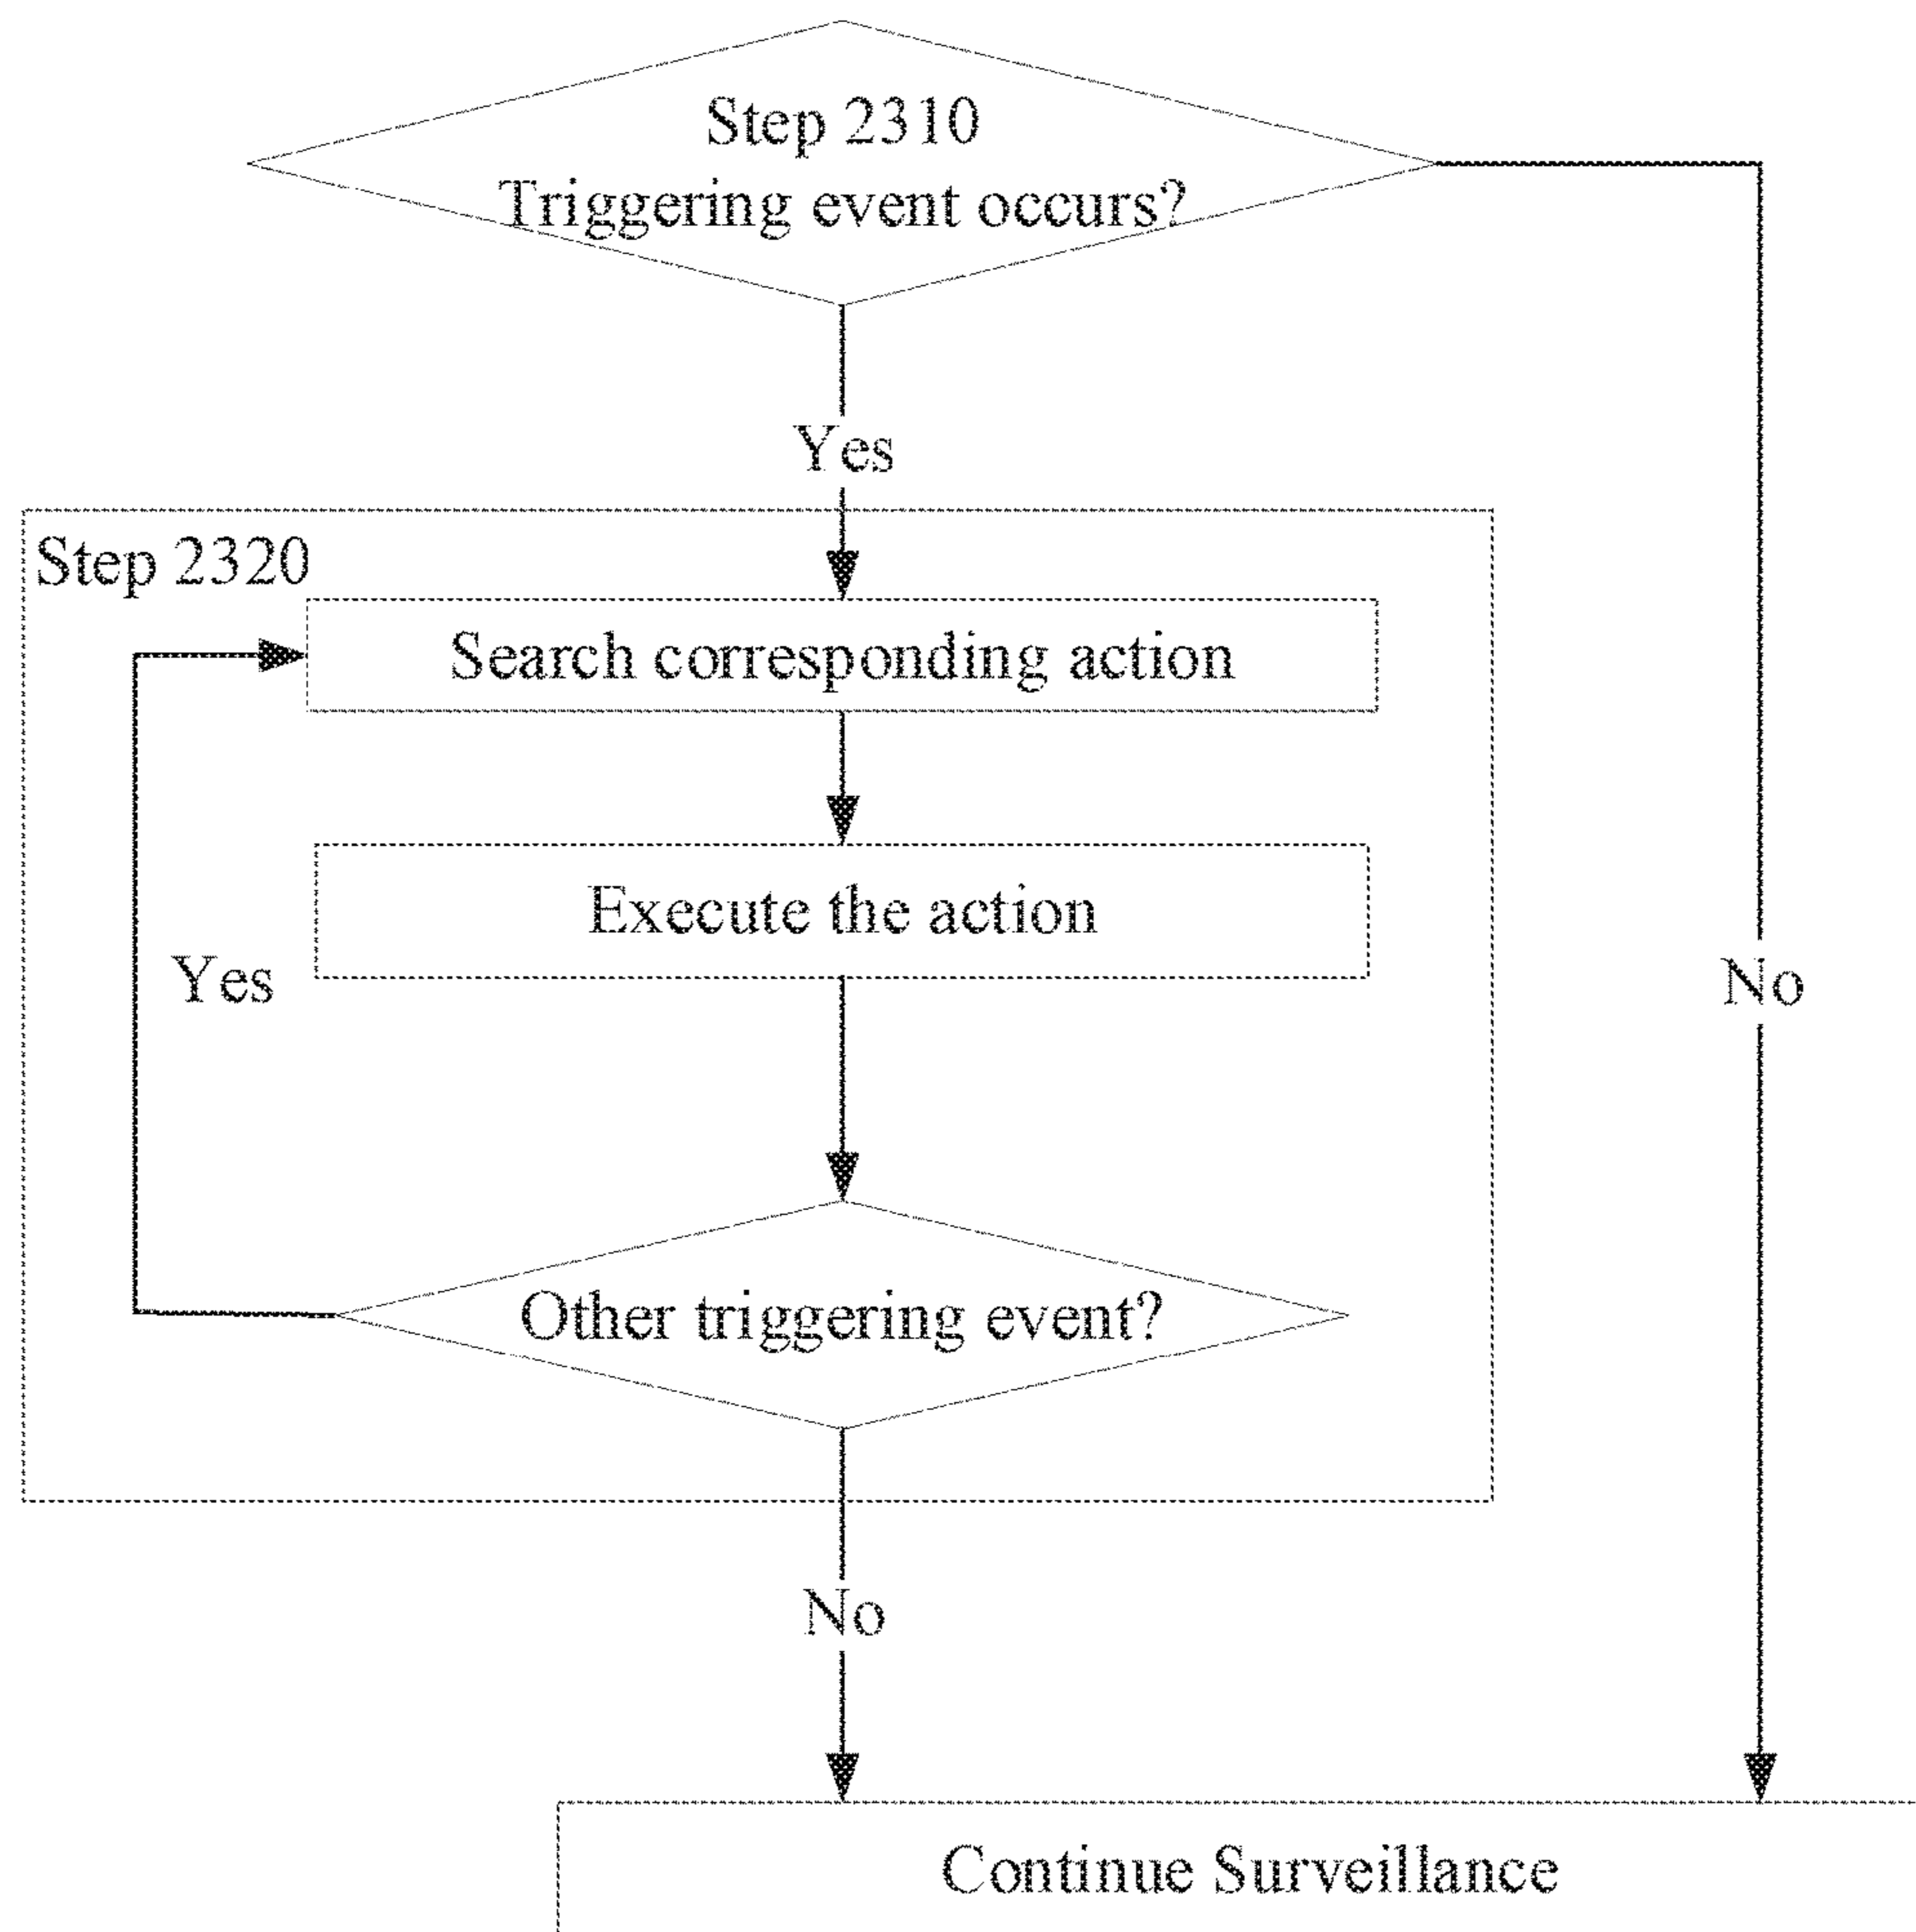 Step 2310
Triggering event occurs?
Yes
Step 2320
Search corresponding action
Execute the action
Yes
No
Other triggering event?
No
Continue Surveillance